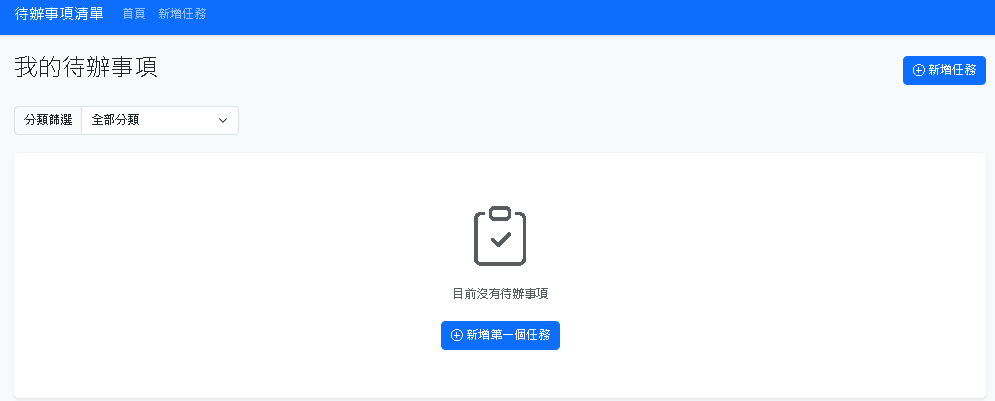 待辦事項清單 首頁 新增任務
我的待辦事項
新增任務
分類篩選 全部分類
目前沒有待辦事項
新增第一個任務